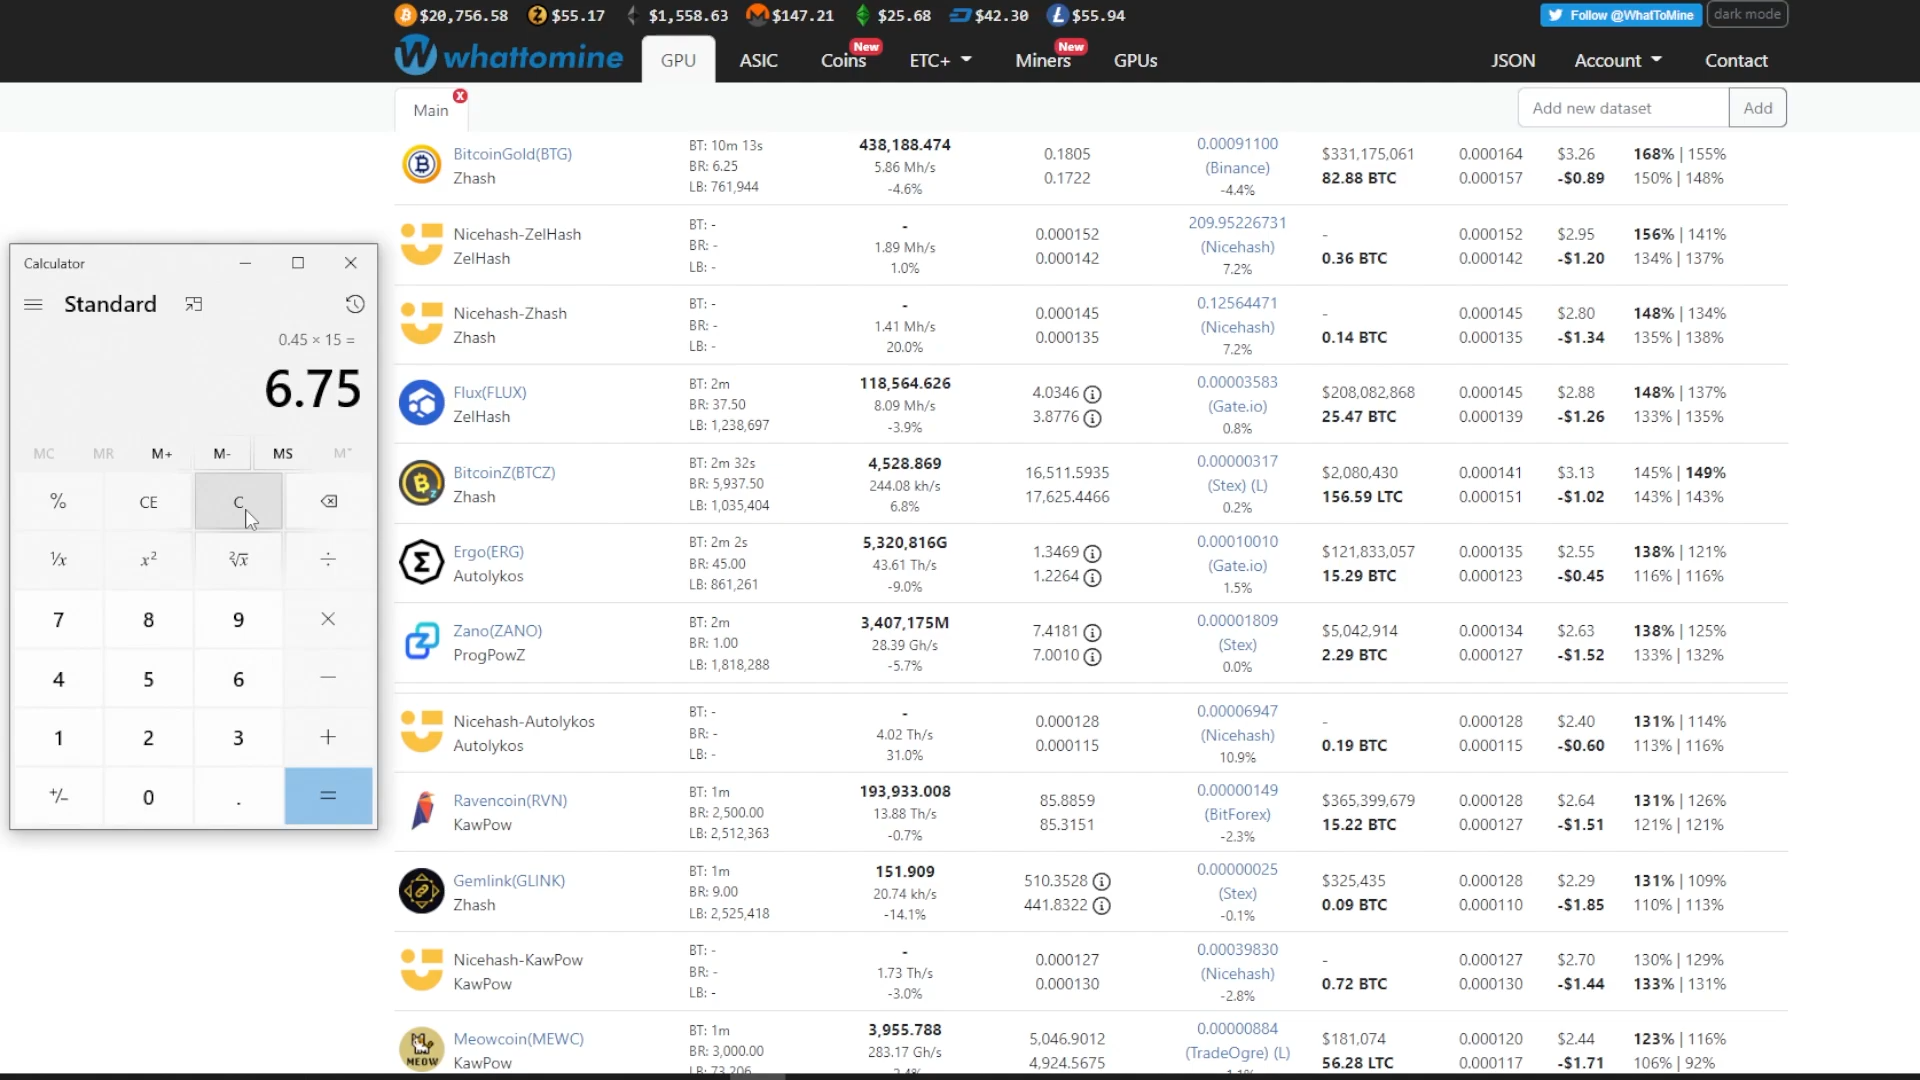 $20,756.58 $55.17 $1,558.63 $147.21 $25.68 $42.30 $55.94 Follow @WhatToMine dark mode
whattomine GPU ASIC Coins New ETC+ Miners New GPUs JSON Account Contact
Main Add new dataset Add
BitcoinGold(BTG) BT: 10m 13s 438,188.474 0.1805 0.00091100 $331,175,061 0.000164 $3.26 168% | 155%
Zhash BR: 6.25 5.86 Mh/s 0.1722 (Binance) 82.88 BTC 0.000157 -$0.89 150% | 148%
LB: 761,944 -4.6% -4.4%
Nicehash-ZelHash BT: - - 0.000152 209.95226731 - 0.000152 $2.95 156% | 141%
ZelHash BR: - 1.89 Mh/s 0.000142 (Nicehash) 0.36 BTC 0.000142 -$1.20 134% | 137%
LB: - 1.0% 7.2%
Nicehash-Zhash BT: - - 0.000145 0.12564471 - 0.000145 $2.80 148% | 134%
Zhash BR: - 1.41 Mh/s 0.000135 (Nicehash) 0.14 BTC 0.000135 -$1.34 135% | 138%
LB: - 20.0% 7.2%
Flux(FLUX) BT: 2m 118,564.626 4.0346 0.00003583 $208,082,868 0.000145 $2.88 148% | 137%
ZelHash BR: 37.50 8.09 Mh/s 3.8776 (Gate.io) 25.47 BTC 0.000139 -$1.26 133% | 135%
LB: 1,238,697 -3.9% 0.8%
BitcoinZ(BTCZ) BT: 2m 32s 4,528.869 16,511.5935 0.00000317 $2,080,430 0.000141 $3.13 145% | 149%
Zhash BR: 5,937.50 244.08 kh/s 17,625.4466 (Stex) (L) 156.59 LTC 0.000151 -$1.02 143% | 143%
LB: 1,035,404 6.8% 0.2%
Ergo(ERG) BT: 2m 2s 5,320,816G 1.3469 0.00010010 $121,833,057 0.000135 $2.55 138% | 121%
Autolykos BR: 45.00 43.61 Th/s 1.2264 (Gate.io) 15.29 BTC 0.000123 -$0.45 116% | 116%
LB: 861,261 -9.0% 1.5%
Zano(ZANO) BT: 2m 3,407,175M 7.4181 0.00001809 $5,042,914 0.000134 $2.63 138% | 125%
ProgPowZ BR: 1.00 28.39 Gh/s 7.0010 (Stex) 2.29 BTC 0.000127 -$1.52 133% | 132%
LB: 1,818,288 -5.7% 0.0%
Nicehash-Autolykos BT: - - 0.000128 0.00006947 - 0.000128 $2.40 131% | 114%
Autolykos BR: - 4.02 Th/s 0.000115 (Nicehash) 0.19 BTC 0.000115 -$0.60 113% | 116%
LB: - 31.0% 10.9%
Ravencoin(RVN) BT: 1m 193,933.008 85.8859 0.00000149 $365,399,679 0.000128 $2.64 131% | 126%
KawPow BR: 2,500.00 13.88 Th/s 85.3151 (BitForex) 15.22 BTC 0.000127 -$1.51 121% | 121%
LB: 2,512,363 -0.7% -2.3%
Gemlink(GLINK) BT: 1m 151.909 510.3528 0.00000025 $325,435 0.000128 $2.29 131% | 109%
Zhash BR: 9.00 20.74 kh/s 441.8322 (Stex) 0.09 BTC 0.000110 -$1.85 110% | 113%
LB: 2,525,418 -14.1% -0.1%
Nicehash-KawPow BT: - - 0.000127 0.00039830 - 0.000127 $2.70 130% | 129%
KawPow BR: - 1.73 Th/s 0.000130 (Nicehash) 0.72 BTC 0.000130 -$1.44 133% | 131%
LB: - -3.0% -2.8%
Meowcoin(MEWC) BT: 1m 3,955.788 5,046.9012 0.00000884 $181,074 0.000120 $2.44 123% | 116%
KawPow BR: 3,000.00 283.17 Gh/s 4,924.5675 (TradeOgre) (L) 56.28 LTC 0.000117 -$1.71 106% | 92%
MEOW
Calculator
Standard
0.45 × 15 =
6.75
MC MR M+ M- MS M˅
% CE C
¹/x x² ²√x ÷
7 8 9 ×
4 5 6 −
1 2 3 +
+/− 0 . =